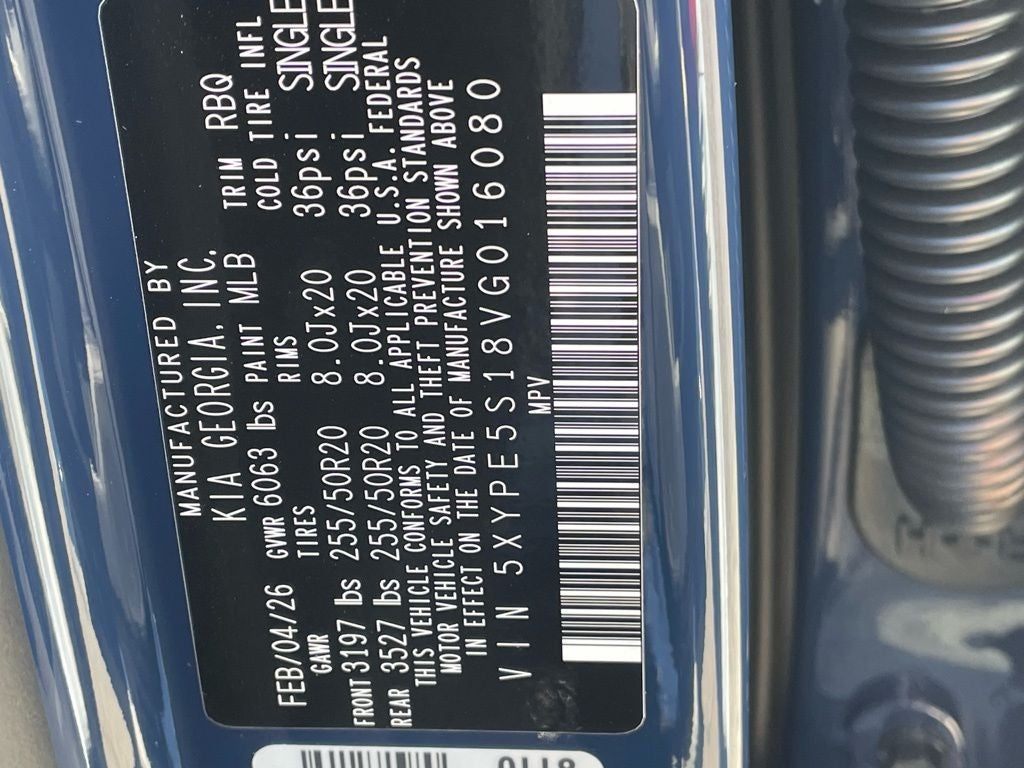 MANUFACTURED BY
KIA GEORGIA, INC.
FEB/04/26 GVWR 6063 lbs PAINT MLB TRIM RBQ
GAWR TIRES RIMS COLD TIRE INFL
FRONT 3197 lbs 255/50R20 8.0Jx20 36psi SINGLE
REAR 3527 lbs 255/50R20 8.0Jx20 36psi SINGLE
THIS VEHICLE CONFORMS TO ALL APPLICABLE U.S.A. FEDERAL
MOTOR VEHICLE SAFETY AND THEFT PREVENTION STANDARDS
IN EFFECT ON THE DATE OF MANUFACTURE SHOWN ABOVE
VIN 5XYPE5S18VG016080
MPV